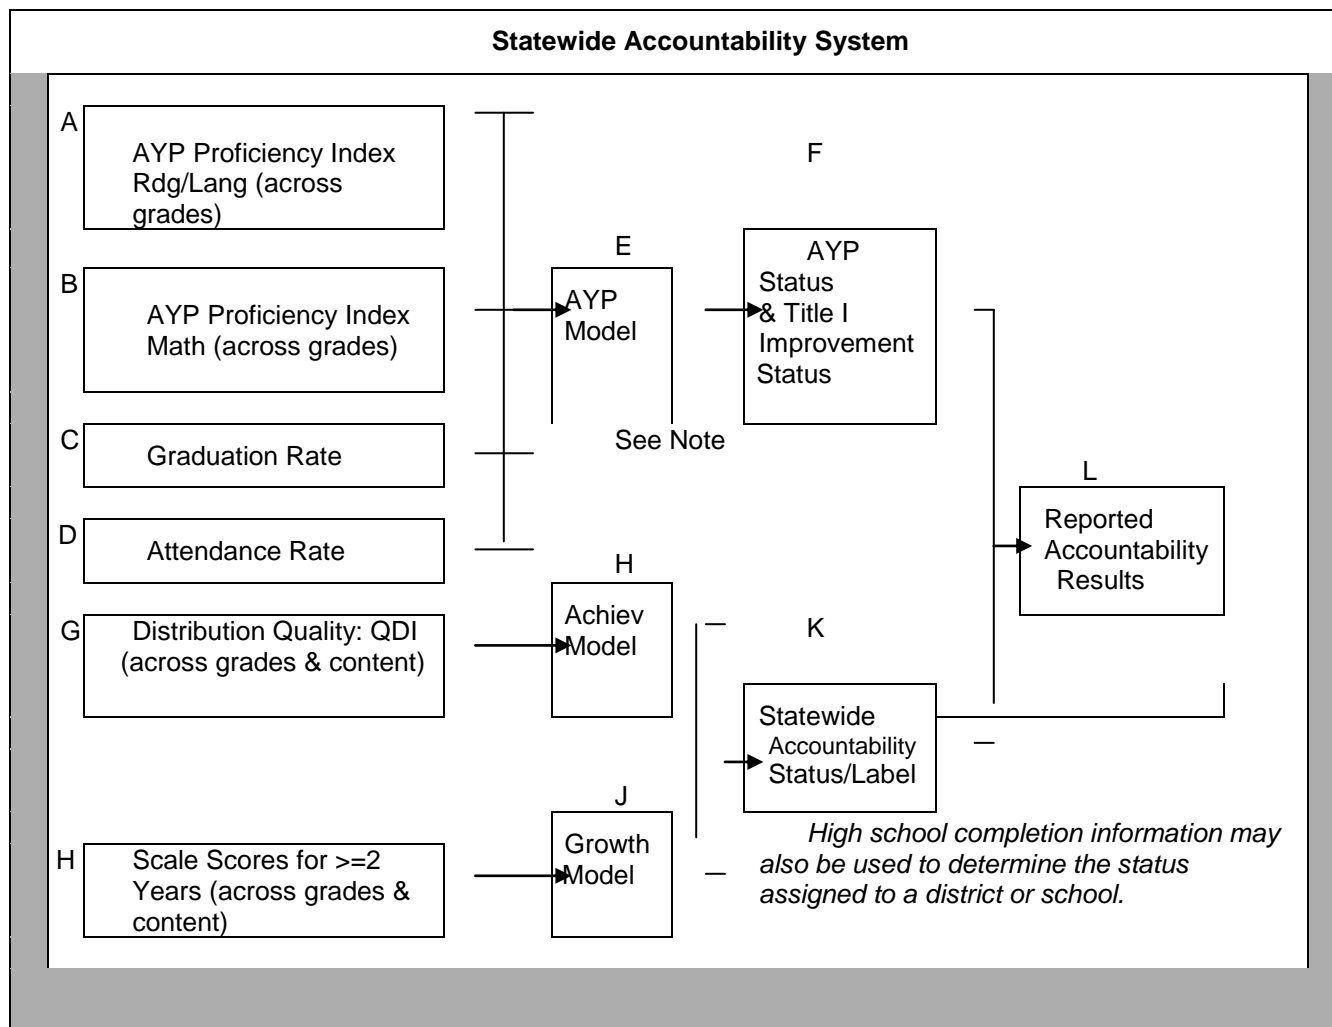 Statewide Accountability System
A
AYP Proficiency Index
Rdg/Lang (across
grades)
B
AYP Proficiency Index
Math (across grades)
C
Graduation Rate
D
Attendance Rate
E
AYP
Model
See Note
F
AYP
Status
& Title I
Improvement
Status
G
Distribution Quality: QDI
(across grades & content)
H
Achiev
Model
H
Scale Scores for >=2
Years (across grades &
content)
J
Growth
Model
K
Statewide
Accountability
Status/Label
L
Reported
Accountability
Results
High school completion information may
also be used to determine the status
assigned to a district or school.